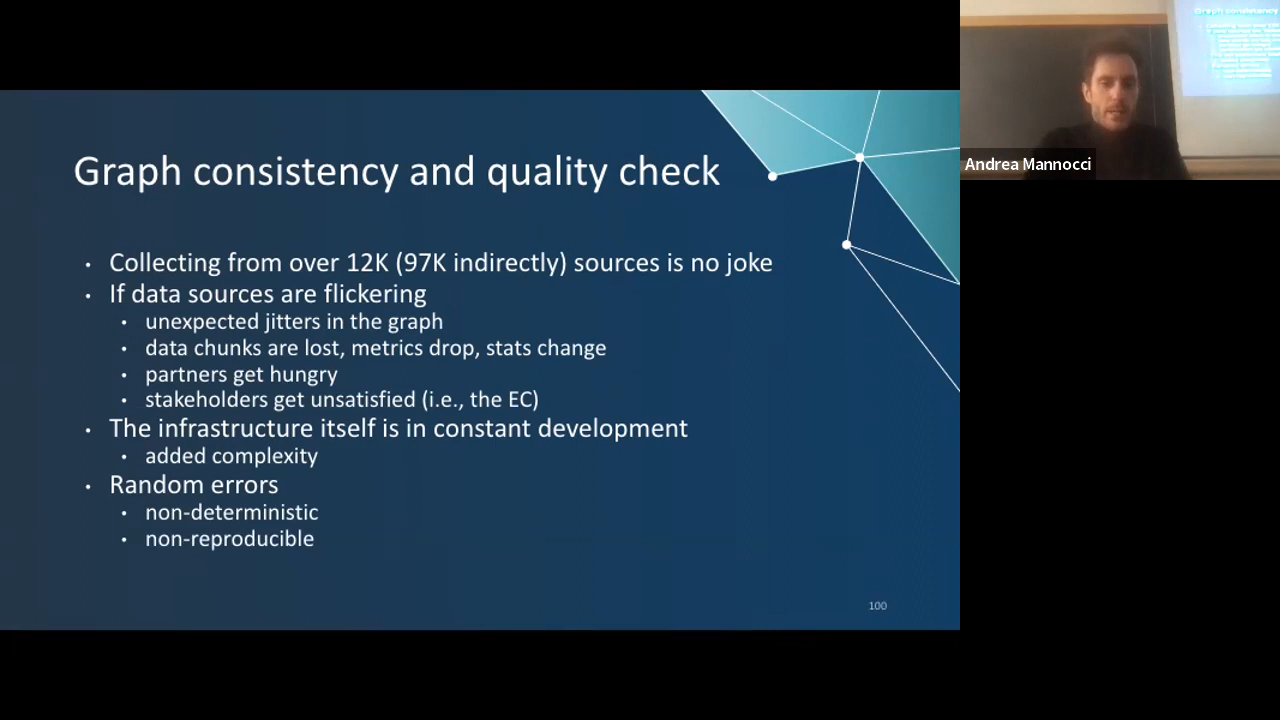 Graph consistency and quality check
• Collecting from over 12K (97K indirectly) sources is no joke
• If data sources are flickering
• unexpected jitters in the graph
• data chunks are lost, metrics drop, stats change
• partners get hungry
• stakeholders get unsatisfied (i.e., the EC)
• The infrastructure itself is in constant development
• added complexity
• Random errors
• non-deterministic
• non-reproducible
100
Graph consistency
Andrea Mannocci